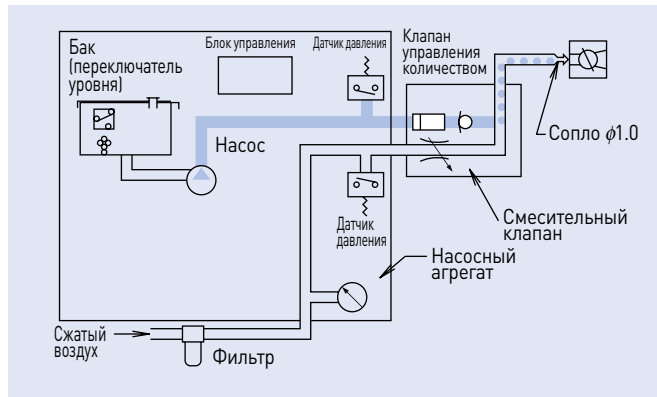 Бак
(переключатель
уровня)
Блок управления
Датчик давления
Клапан
управления
количеством
Насос
Сопло ϕ1.0
Датчик
давления
Смесительный
клапан
Насосный
агрегат
Сжатый
воздух
Фильтр